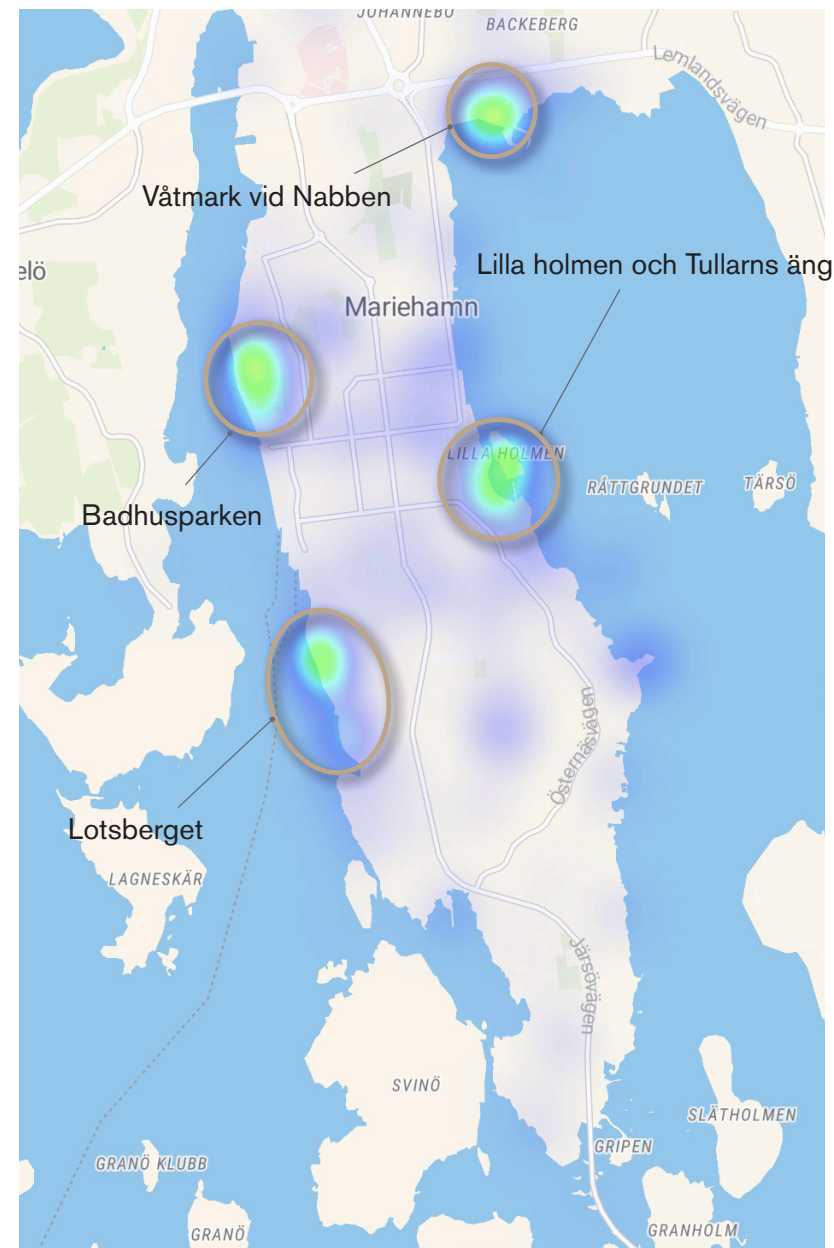 JOHANNEBO
BACKEBERG
Lemlandsvägen
Våtmark vid Nabben
Lilla holmen och Tullarns äng
elö
Mariehamn
LILLA HOLMEN
RÅTTGRUNDET
TÄRSÖ
Badhusparken
Östernäsvägen
Lotsberget
LAGNESKÄR
Järsövägen
SVINÖ
SLÄTHOLMEN
GRIPEN
GRANÖ KLUBB
GRANÖ
GRANHOLM